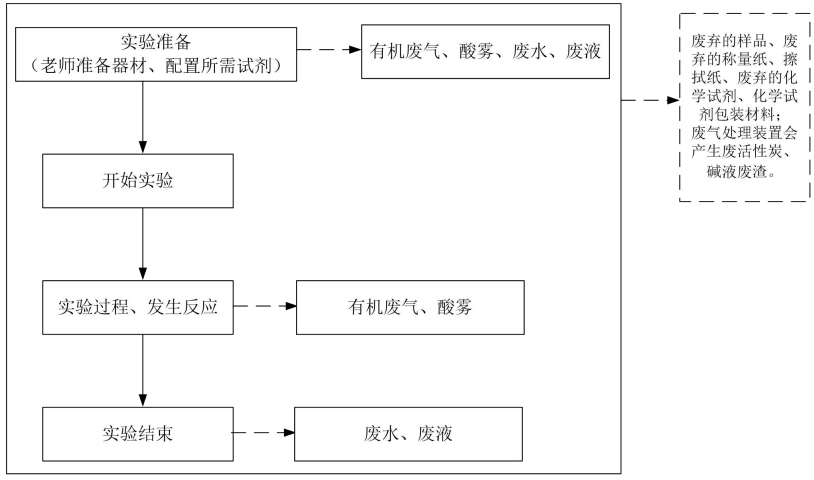 实验准备
（老师准备器材、配置所需试剂）
有机废气、酸雾、废水、废液
开始实验
实验过程、发生反应
有机废气、酸雾
实验结束
废水、废液
废弃的样品、废
弃的称量纸、擦
拭纸、废弃的化
学试剂、化学试
剂包装材料；
废气处理装置会
产生废活性炭、
碱液废渣。